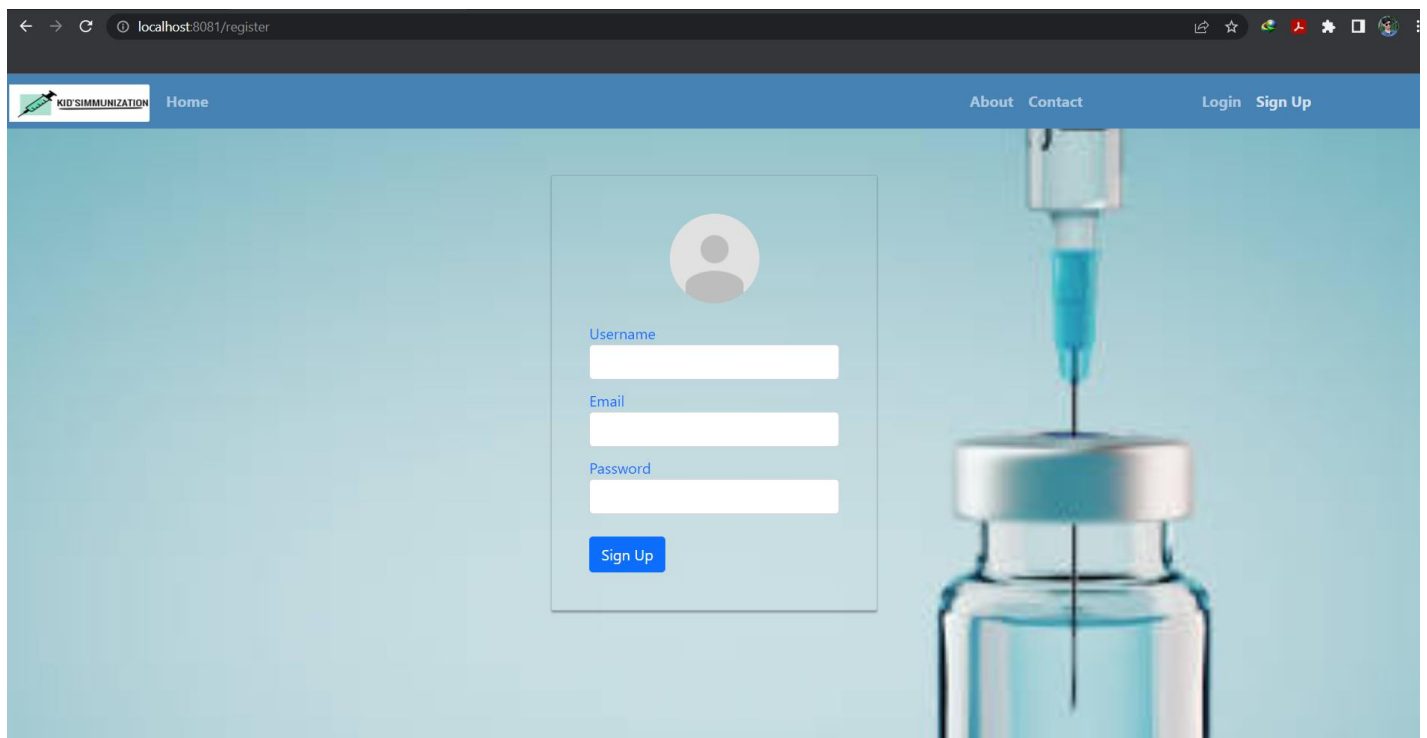 localhost:8081/register
KID'SIMMUNIZATION Home About Contact Login Sign Up
Username
Email
Password
Sign Up